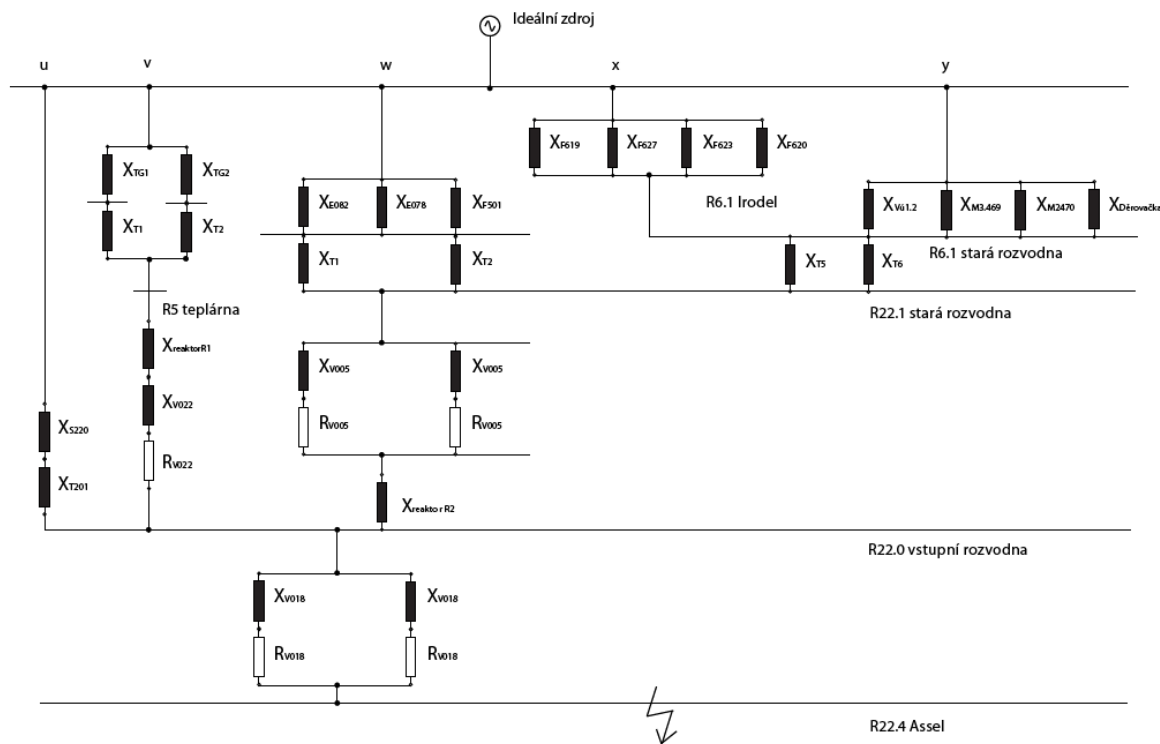 Ideální zdroj
u
v
w
x
y
XTG1
XTG2
XF619
XF627
XF623
XF620
XE082
XE078
XF501
R6.1 Irodel
XVú1.2
XM3.469
XM2470
XDěrovačka
XT1
XT2
XT1
XT2
XT5
XT6
R6.1 stará rozvodna
R5 teplárna
R22.1 stará rozvodna
XreaktorR1
XV005
XV005
XV022
XS220
RV005
RV005
RV022
XT201
Xreaktor R2
R22.0 vstupní rozvodna
XV018
XV018
RV018
RV018
R22.4 Assel